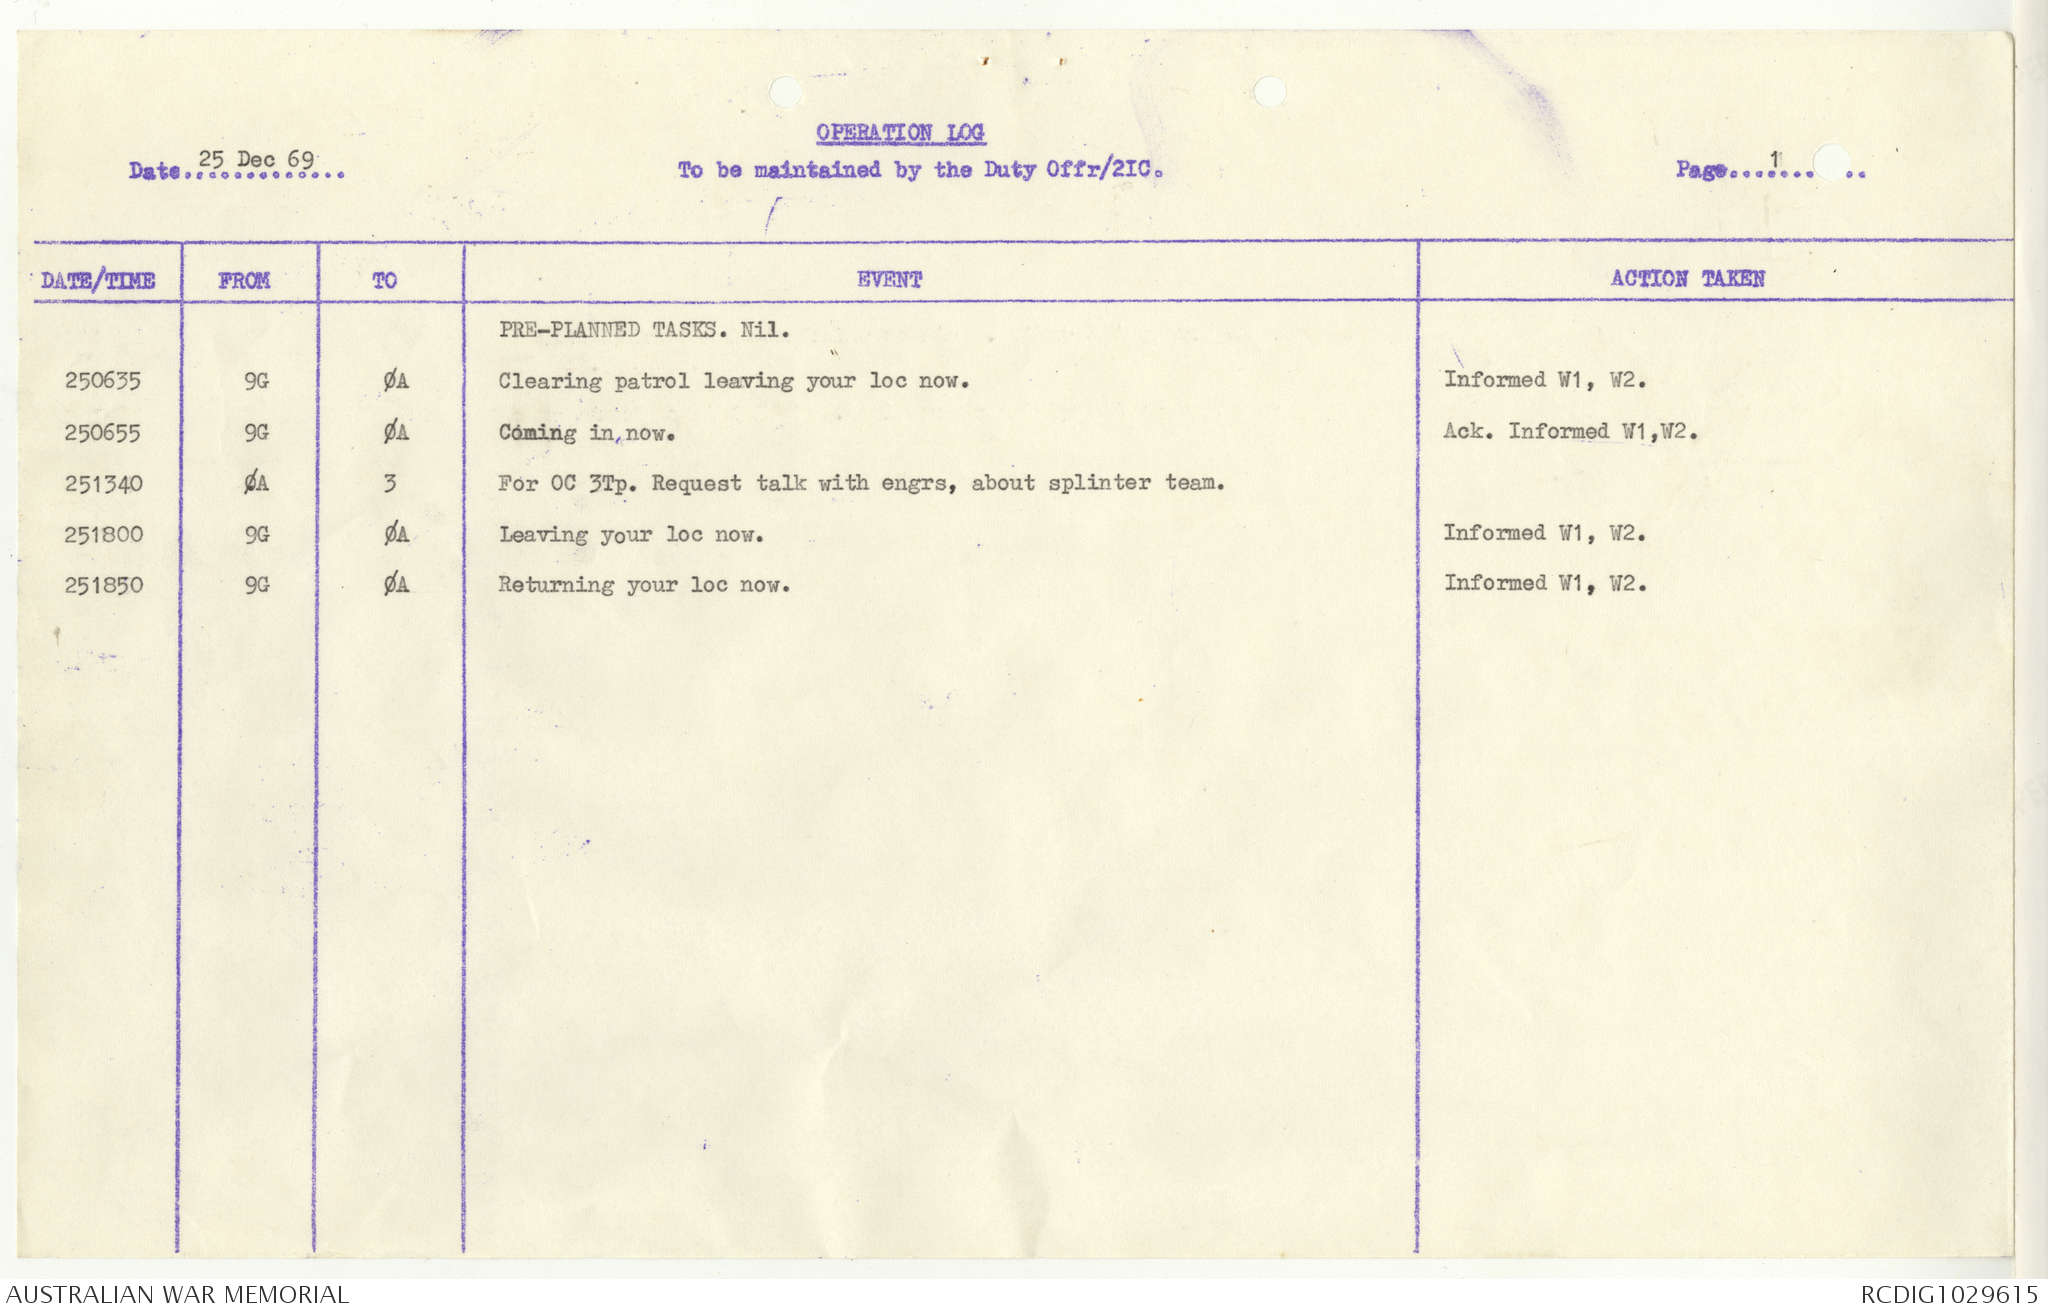 OPERATION LOG
Date..25 Dec 69..
To be maintained by the Duty Offr/2IC.
Page....1....
DATE/TIME FROM TO EVENT ACTION TAKEN
PRE-PLANNED TASKS. Nil.
250635 9G ØA Clearing patrol leaving your loc now. Informed W1, W2.
250655 9G ØA Coming in now. Ack. Informed W1,W2.
251340 ØA 3 For OC 3Tp. Request talk with engrs, about splinter team.
251800 9G ØA Leaving your loc now. Informed W1, W2.
251850 9G ØA Returning your loc now. Informed W1, W2.
AUSTRALIAN WAR MEMORIAL RCDIG1029615